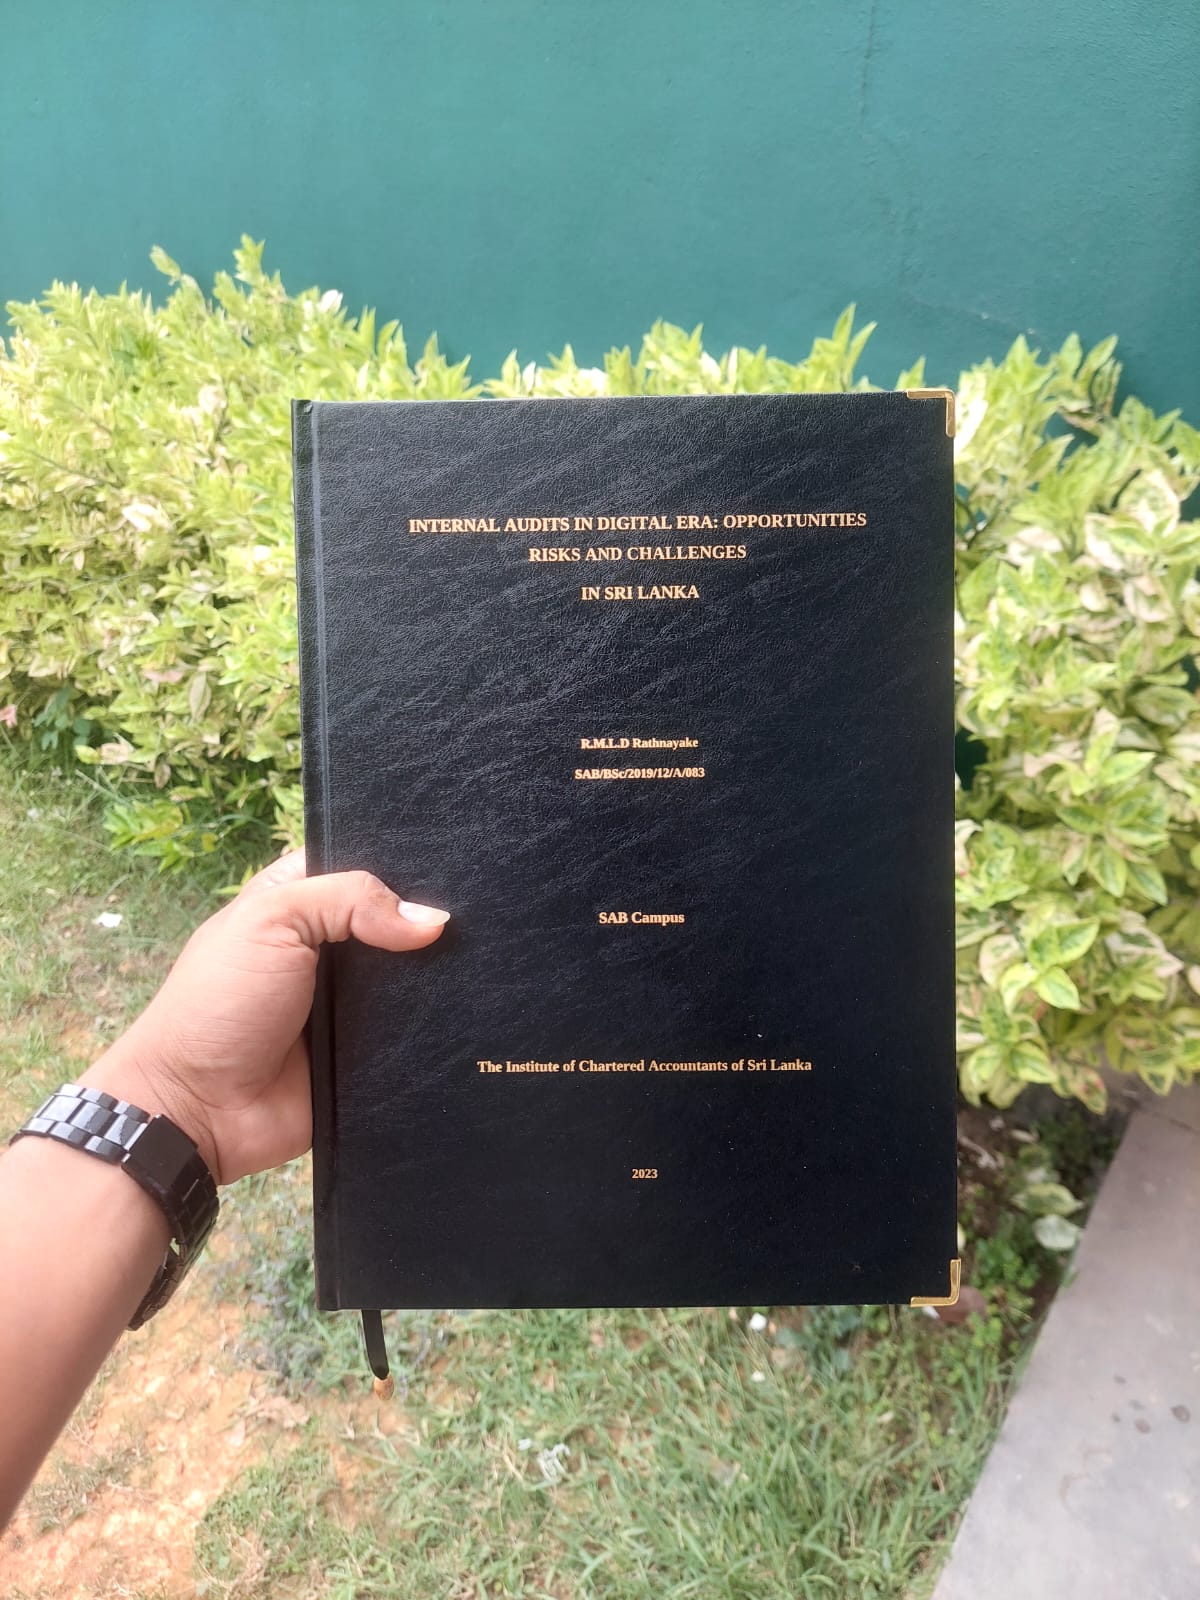 INTERNAL AUDITS IN DIGITAL ERA: OPPORTUNITIES
RISKS AND CHALLENGES
IN SRI LANKA
R.M.L.D Rathnayake
SAB/BSc/2019/12/A/083
SAB Campus
The Institute of Chartered Accountants of Sri Lanka
2023